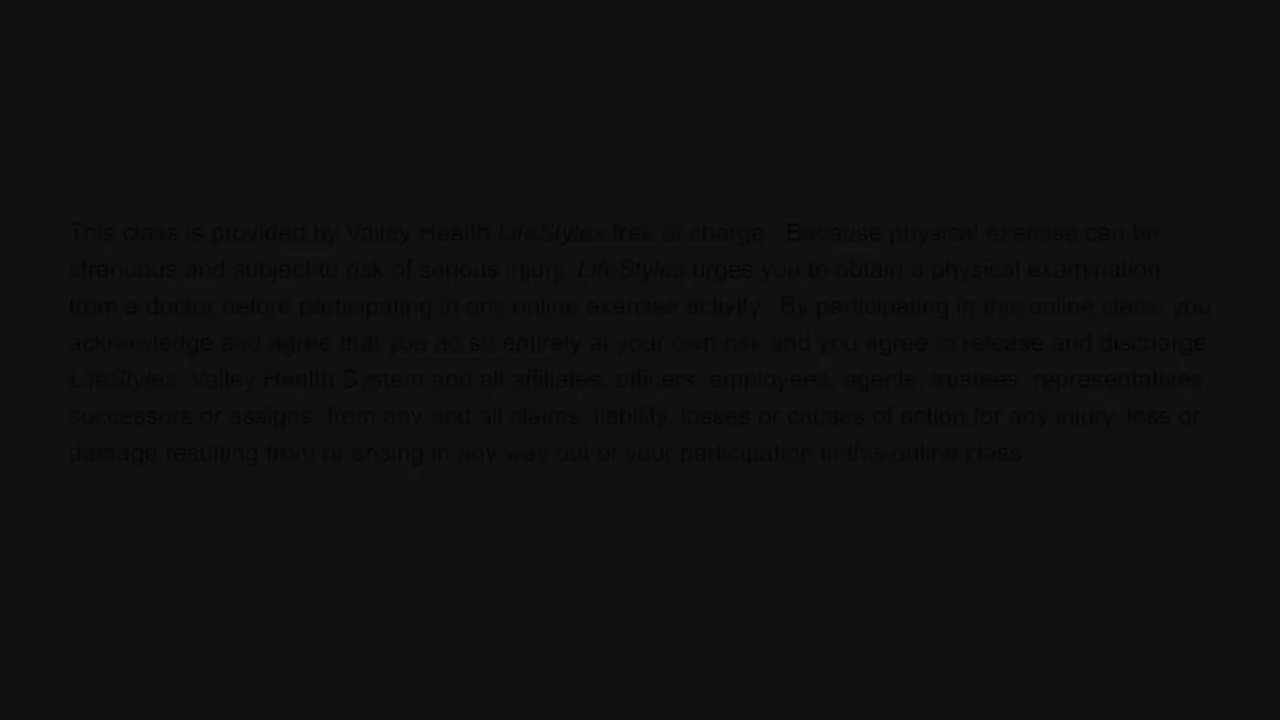 This class is provided by Valley Health LifeStyles free of charge. Because physical exercise can be
strenuous and subject to risk of serious injury, LifeStyles urges you to obtain a physical examination
from a doctor before participating in any online exercise activity. By participating in this online class, you
acknowledge and agree that you do so entirely at your own risk and you agree to release and discharge
LifeStyles, Valley Health System and all affiliates, officers, employees, agents, trustees, representatives,
successors or assigns, from any and all claims, liability, losses or causes of action for any injury, loss or
damage resulting from or arising in any way out of your participation in this online class.